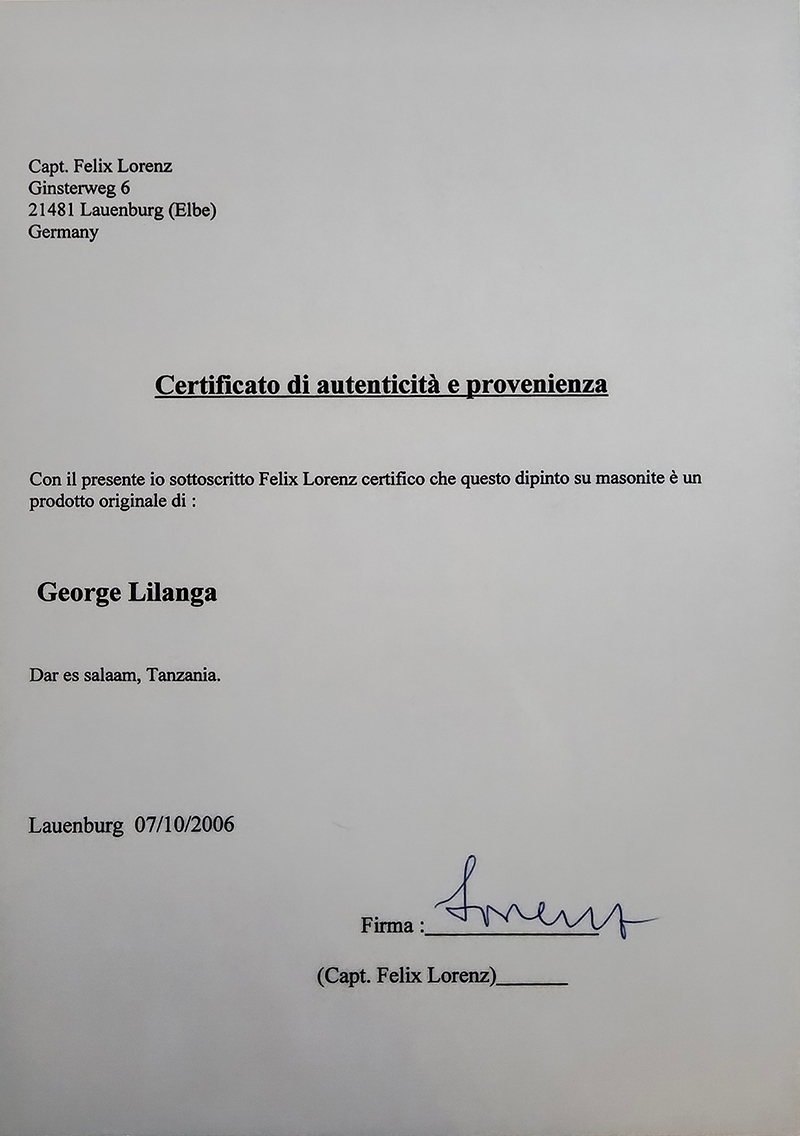 Capt. Felix Lorenz
Ginsterweg 6
21481 Lauenburg (Elbe)
Germany
Certificato di autenticità e provenienza
Con il presente io sottoscritto Felix Lorenz certifico che questo dipinto su masonite è un
prodotto originale di :
George Lilanga
Dar es salaam, Tanzania.
Lauenburg 07/10/2006
Firma : Lorenz
(Capt. Felix Lorenz)